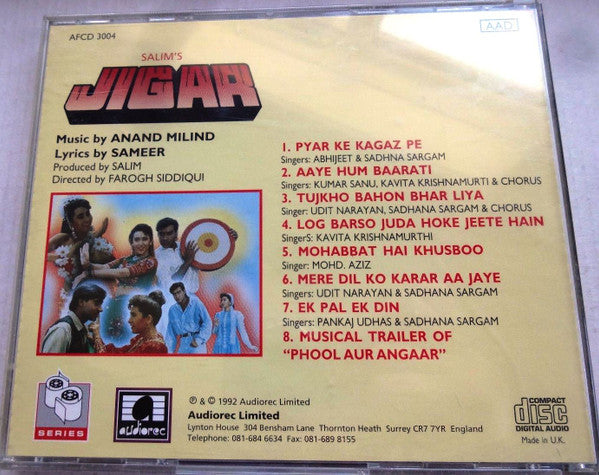 AFCD 3004
AAD
SALIM'S
JIGAR
Music by ANAND MILIND
Lyrics by SAMEER
Produced by SALIM
Directed by FAROGH SIDDIQUI
1. PYAR KE KAGAZ PE
Singers: ABHIJEET & SADHNA SARGAM
2. AAYE HUM BAARATI
Singers: KUMAR SANU, KAVITA KRISHNAMURTI & CHORUS
3. TUJKHO BAHON BHAR LIYA
Singer: UDIT NARAYAN, SADHANA SARGAM & CHORUS
4. LOG BARSO JUDA HOKE JEETE HAIN
SingerS: KAVITA KRISHNAMURTHI
5. MOHABBAT HAI KHUSBOO
Singer: MOHD. AZIZ
6. MERE DIL KO KARAR AA JAYE
Singers: UDIT NARAYAN & SADHANA SARGAM
7. EK PAL EK DIN
Singers: PANKAJ UDHAS & SADHANA SARGAM
8. MUSICAL TRAILER OF
"PHOOL AUR ANGAAR"
SERIES
audiorec
℗ & © 1992 Audiorec Limited
Audiorec Limited
Lynton House 304 Bensham Lane Thornton Heath Surrey CR7 7YR England
Telephone: 081-684 6634 Fax: 081-689 8155
COMPACT
disc
DIGITAL AUDIO
Made in U.K.